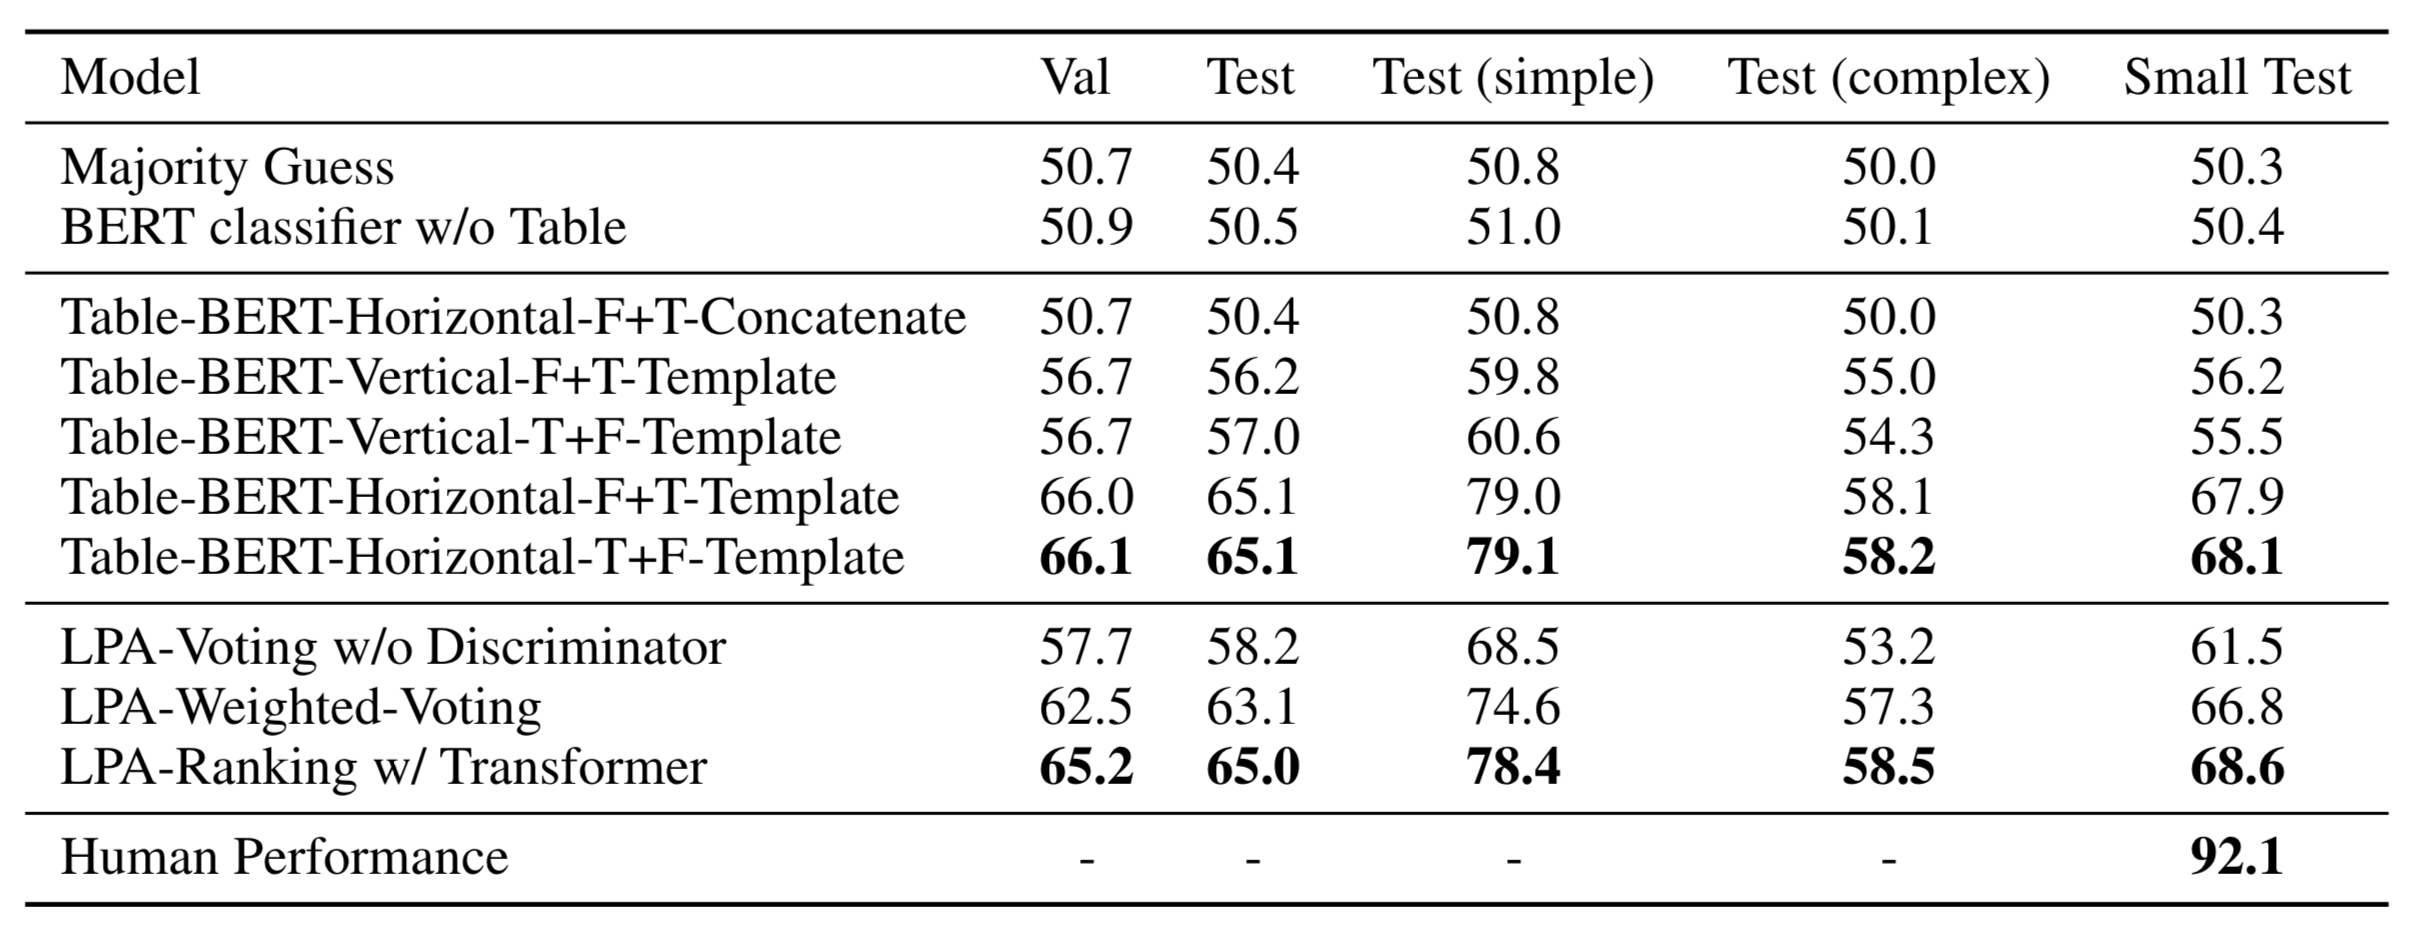 Model Val Test Test (simple) Test (complex) Small Test
Majority Guess 50.7 50.4 50.8 50.0 50.3
BERT classifier w/o Table 50.9 50.5 51.0 50.1 50.4
Table-BERT-Horizontal-F+T-Concatenate 50.7 50.4 50.8 50.0 50.3
Table-BERT-Vertical-F+T-Template 56.7 56.2 59.8 55.0 56.2
Table-BERT-Vertical-T+F-Template 56.7 57.0 60.6 54.3 55.5
Table-BERT-Horizontal-F+T-Template 66.0 65.1 79.0 58.1 67.9
Table-BERT-Horizontal-T+F-Template 66.1 65.1 79.1 58.2 68.1
LPA-Voting w/o Discriminator 57.7 58.2 68.5 53.2 61.5
LPA-Weighted-Voting 62.5 63.1 74.6 57.3 66.8
LPA-Ranking w/ Transformer 65.2 65.0 78.4 58.5 68.6
Human Performance - - - - 92.1